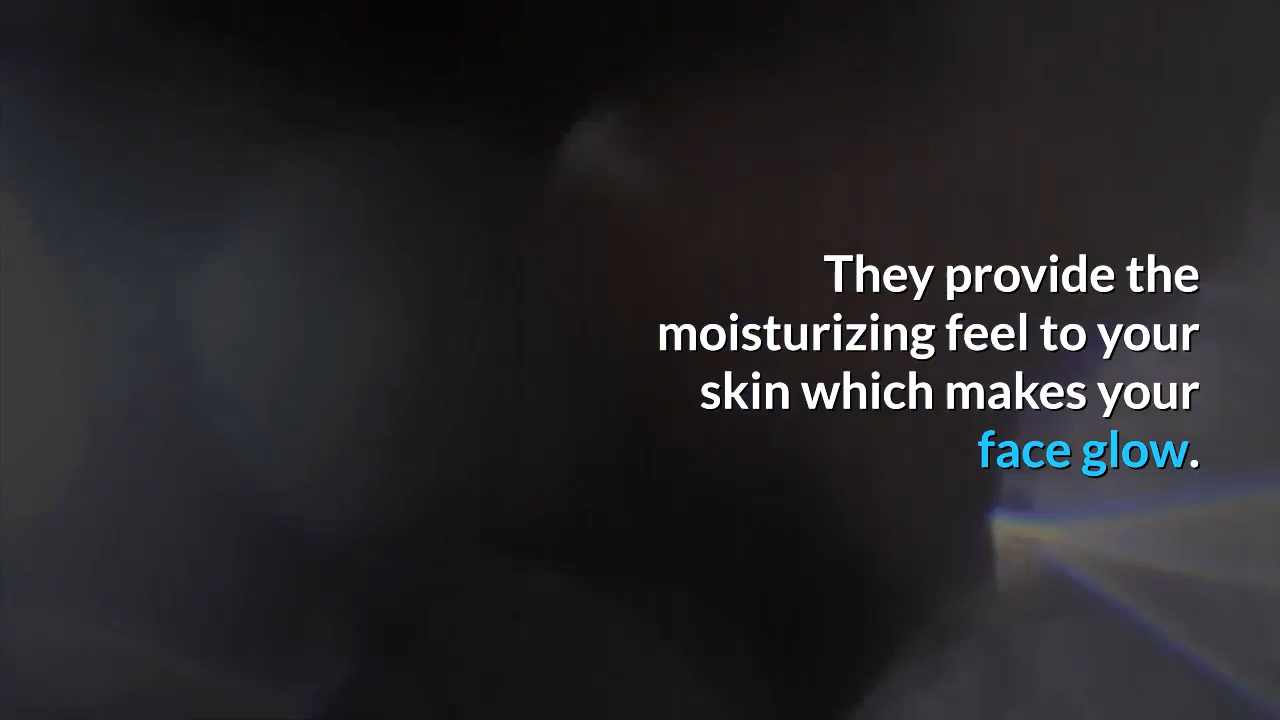 They provide the
moisturizing feel to your
skin which makes your
face glow.